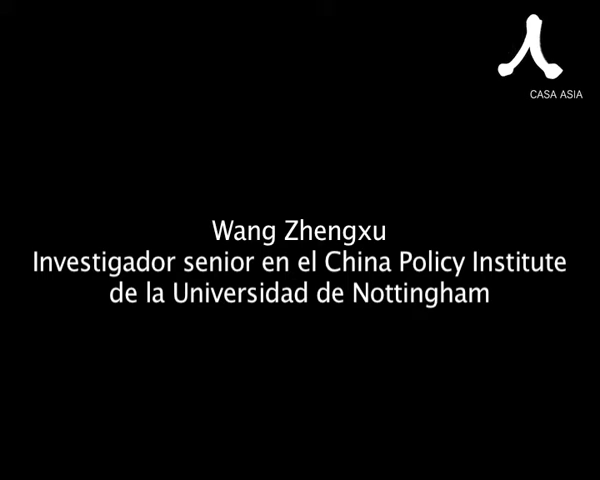 CASA ASIA
Wang Zhengxu
Investigador senior en el China Policy Institute
de la Universidad de Nottingham